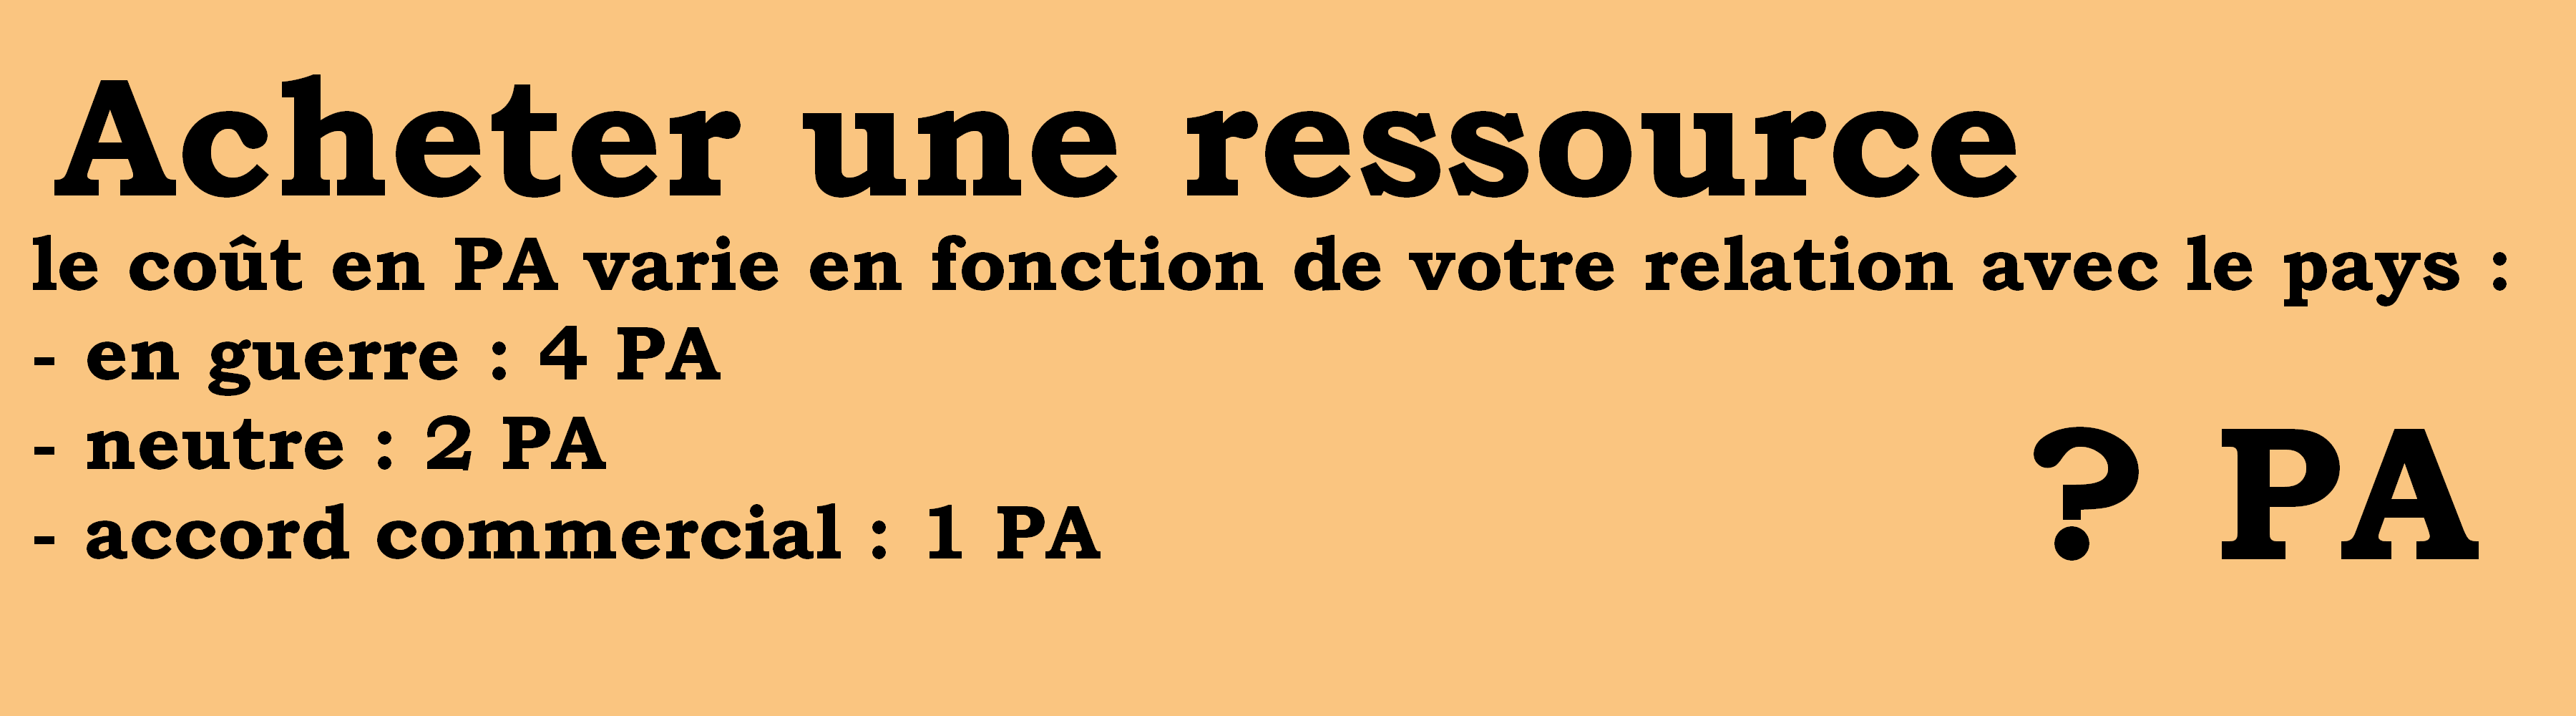 Acheter une ressource
le coût en PA varie en fonction de votre relation avec le pays :
- en guerre : 4 PA
- neutre : 2 PA
- accord commercial : 1 PA
? PA